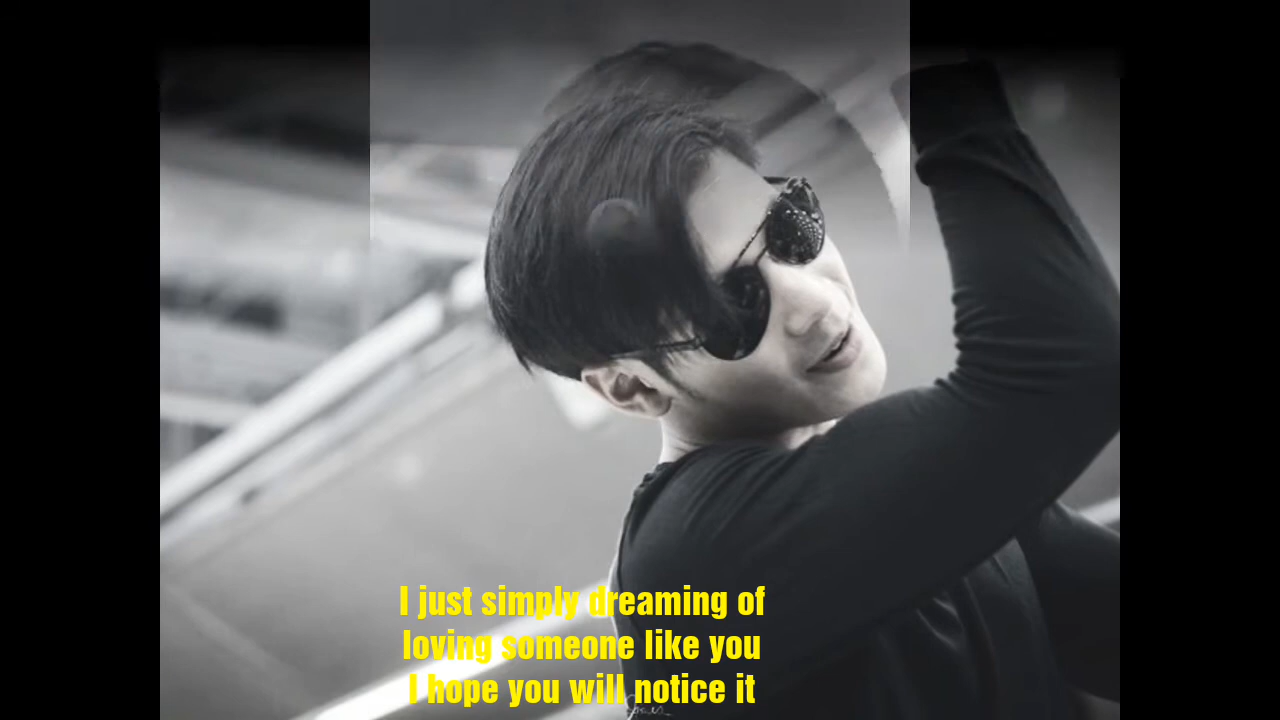 I just simply dreaming of
loving someone like you
I hope you will notice it